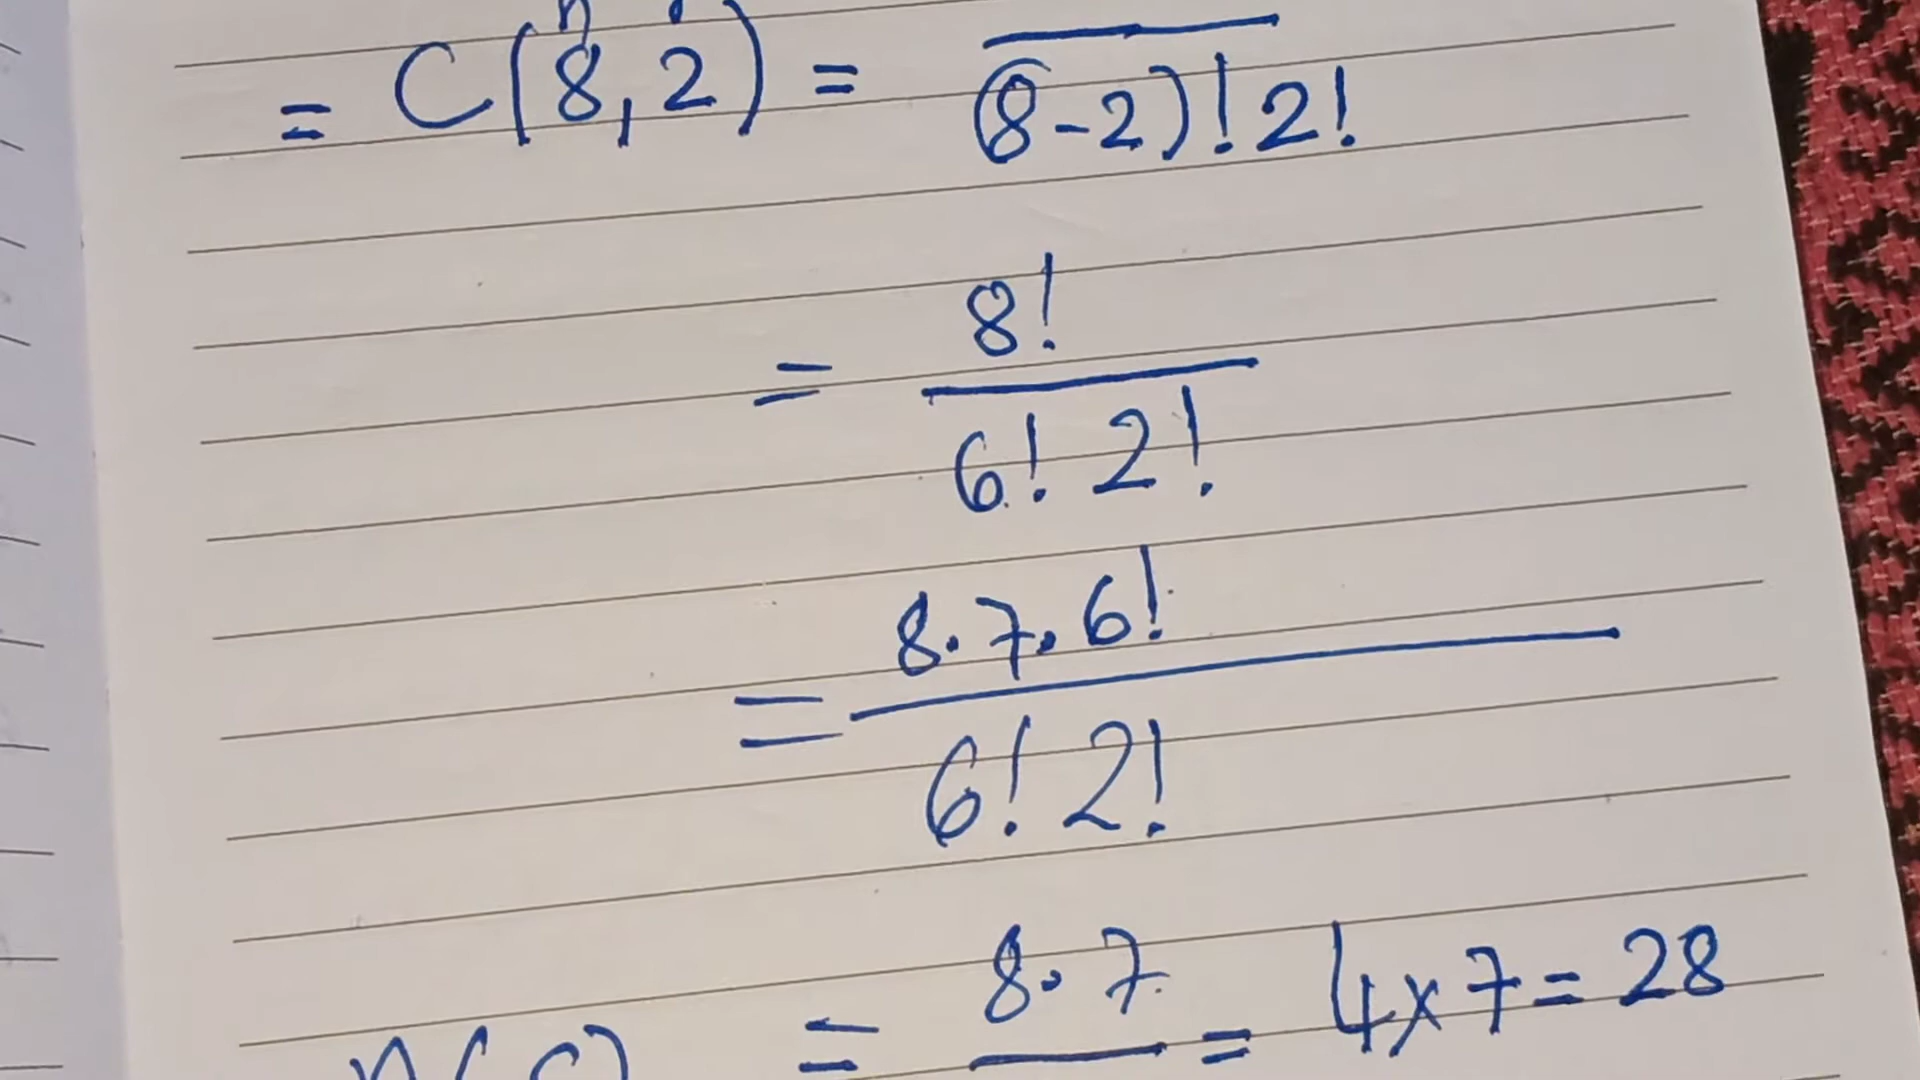 = C(8,2) =
(8-2)! 2!
= 8!
6! 2!
= 8.7.6!
6! 2!
= 8.7 = 4x7=28